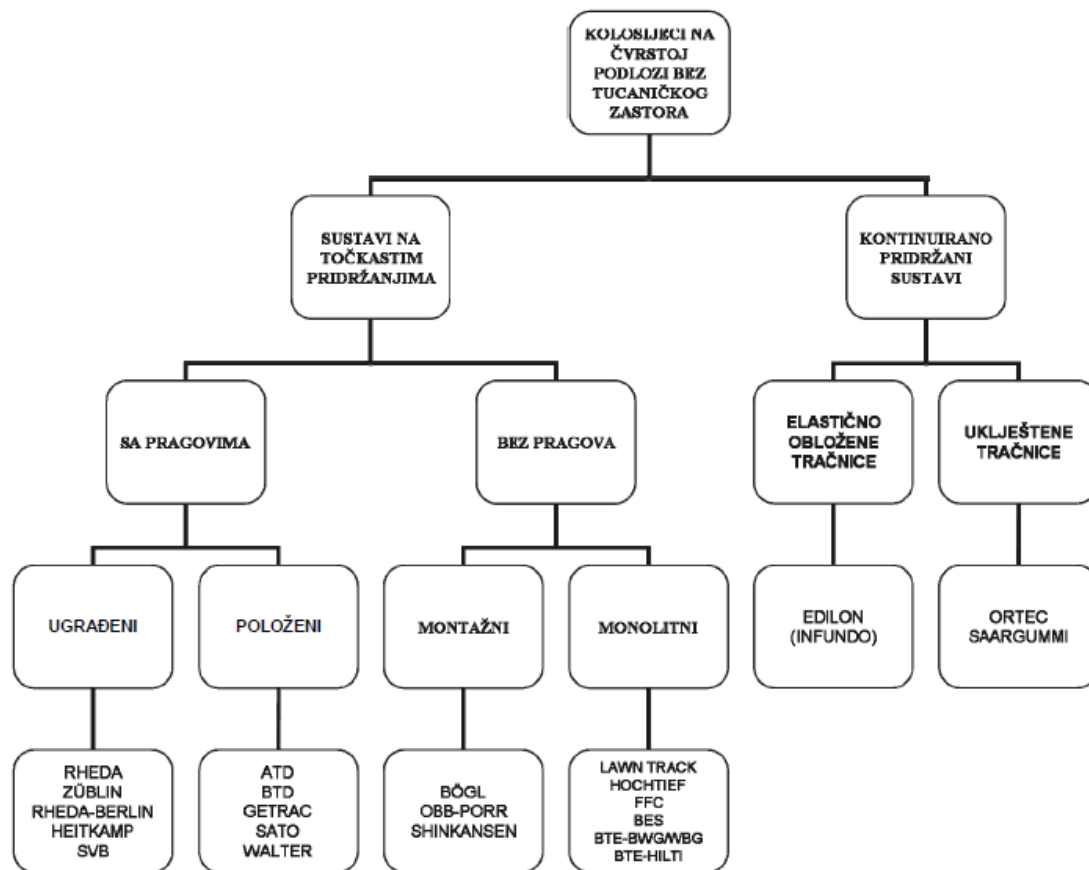 KOLOSIJECI NA
ČVRSTOJ
PODLOZI BEZ
TUCANIČKOG
ZASTORA
SUSTAVI NA
TOČKASTIM
PRIDRŽANJIMA
KONTINUIRANO
PRIDRŽANI
SUSTAVI
SA PRAGOVIMA
BEZ PRAGOVA
ELASTIČNO
OBLOŽENE
TRAČNICE
UKLJEŠTENE
TRAČNICE
UGRAĐENI
POLOŽENI
MONTAŽNI
MONOLITNI
EDILON
(INFUNDO)
ORTEC
SAARGUMMI
RHEDA
ZÜBLIN
RHEDA-BERLIN
HEITKAMP
SVB
ATD
BTD
GETRAC
SATO
WALTER
BÖGL
OBB-PORR
SHINKANSEN
LAWN TRACK
HOCHTIEF
FFC
BES
BTE-BWG/WBG
BTE-HILTI